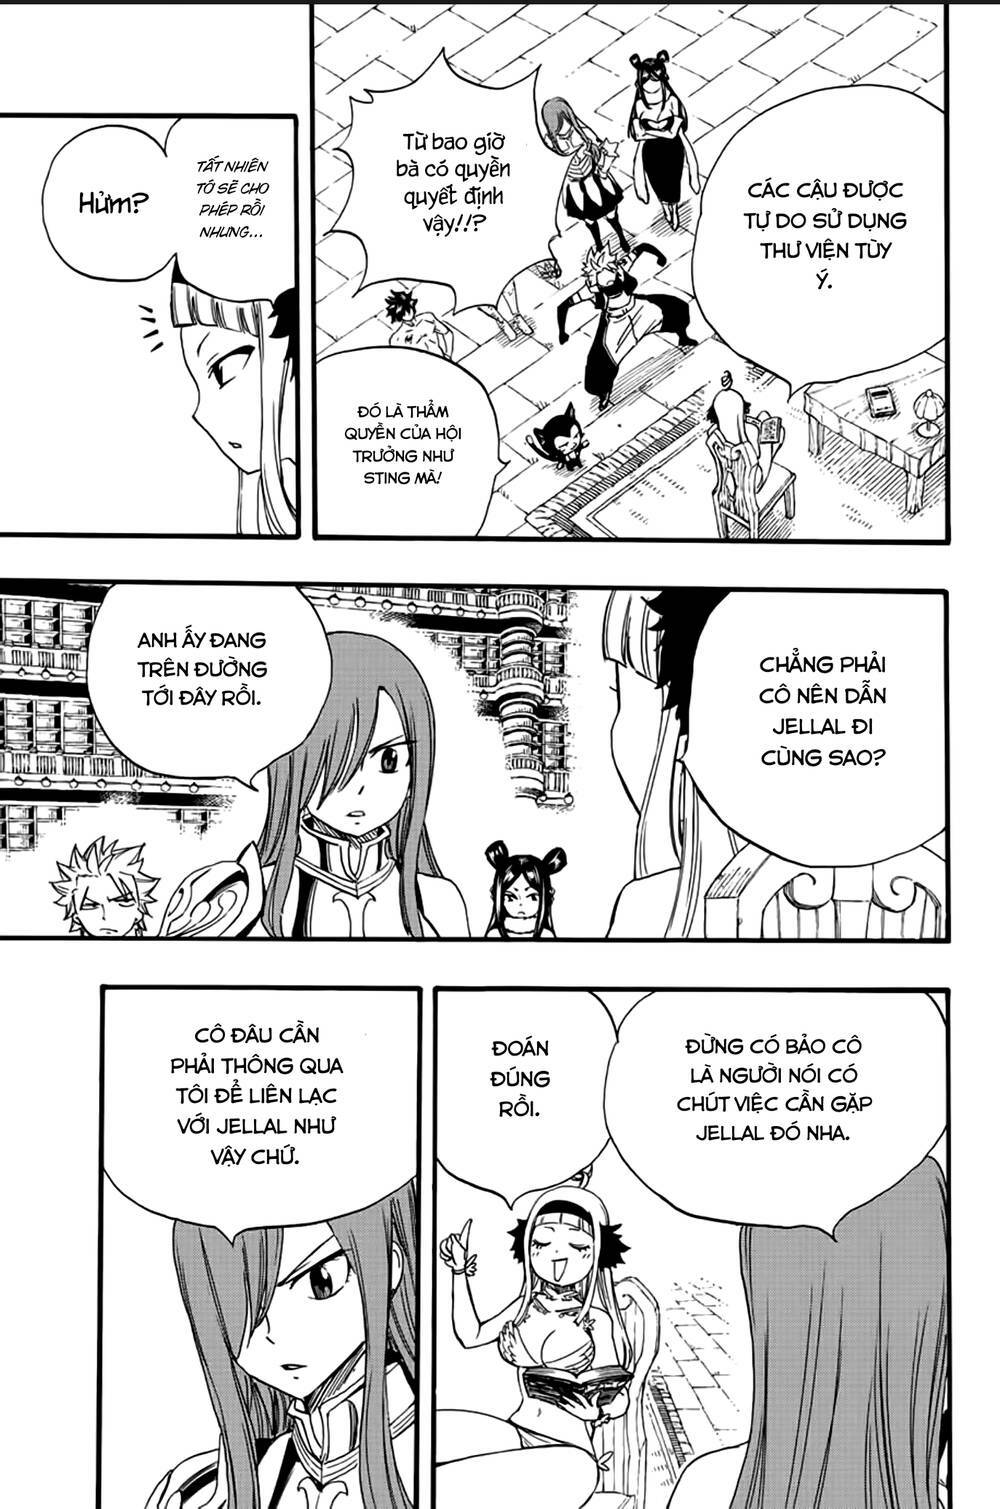 CÁC CẬU ĐƯỢC
TỰ DO SỬ DỤNG
THƯ VIỆN TÙY
Ý.
Từ bao giờ
bà có quyền
quyết định
vậy!!?
ĐÓ LÀ THẨM
QUYỀN CỦA HỘI
TRƯỞNG NHƯ
STING MÀ!
TẤT NHIÊN
TỚ SẼ CHO
PHÉP RỒI
NHƯNG...
Hửm?
CHẲNG PHẢI
CÔ NÊN DẪN
JELLAL ĐI
CÙNG SAO?
ANH ẤY ĐANG
TRÊN ĐƯỜNG
TỚI ĐÂY RỒI.
ĐỪNG CÓ BẢO CÔ
LÀ NGƯỜI NÓI CÓ
CHÚT VIỆC CẦN GẶP
JELLAL ĐÓ NHA.
ĐOÁN
ĐÚNG
RỒI.
CÔ ĐÂU CẦN
PHẢI THÔNG QUA
TÔI ĐỂ LIÊN LẠC
VỚI JELLAL NHƯ
VẬY CHỨ.